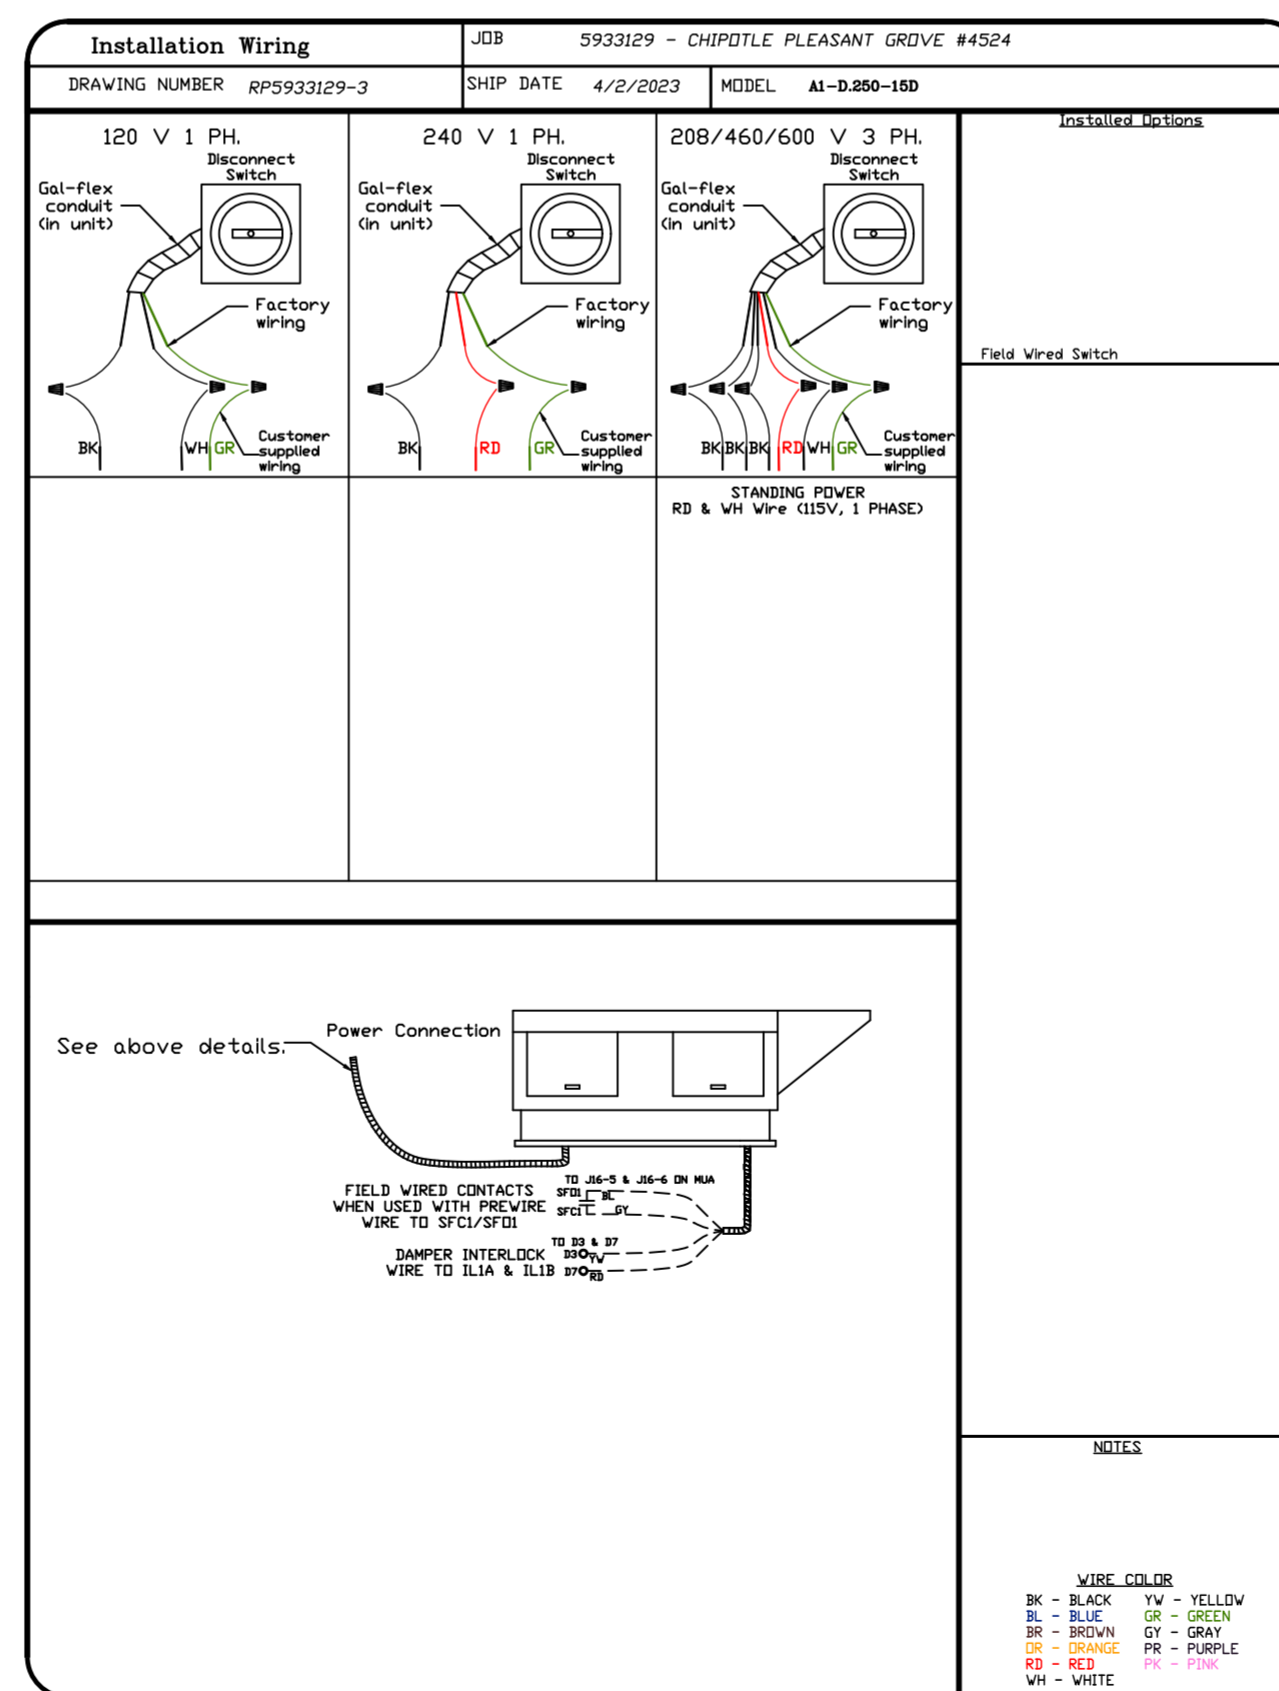 Installation Wiring
JOB 5933129 - CHIPOTLE PLEASANT GROVE #4524
DRAWING NUMBER RP5933129-3
SHIP DATE 4/2/2023
MODEL A1-D.250-15D
120 V 1 PH.
Disconnect
Switch
Gal-flex
conduit
(in unit)
Factory
wiring
BK WH GR
Customer
supplied
wiring
240 V 1 PH.
Disconnect
Switch
Gal-flex
conduit
(in unit)
Factory
wiring
BK RD GR
Customer
supplied
wiring
208/460/600 V 3 PH.
Disconnect
Switch
Gal-flex
conduit
(in unit)
Factory
wiring
BK BK BK RD WH GR
Customer
supplied
wiring
STANDING POWER
RD & WH Wire (115V, 1 PHASE)
Installed Options
Field Wired Switch
See above details.
Power Connection
TO J16-5 & J16-6 ON MUA
FIELD WIRED CONTACTS
WHEN USED WITH PREWIRE
WIRE TO SFC1/SFO1
SFO1 BL
SFC1 GY
TO D3 & D7
DAMPER INTERLOCK
WIRE TO IL1A & IL1B
D3 YW
D7 RD
NOTES
WIRE COLOR
BK - BLACK YW - YELLOW
BL - BLUE GR - GREEN
BR - BROWN GY - GRAY
OR - ORANGE PR - PURPLE
RD - RED PK - PINK
WH - WHITE